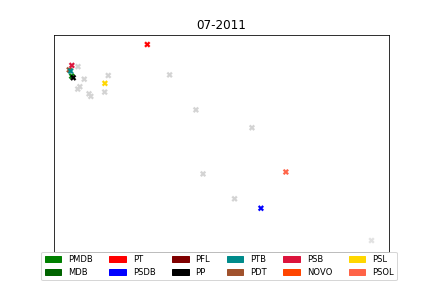 07-2011
PMDB PT PFL PTB PSB PSL
MDB PSDB PP PDT NOVO PSOL